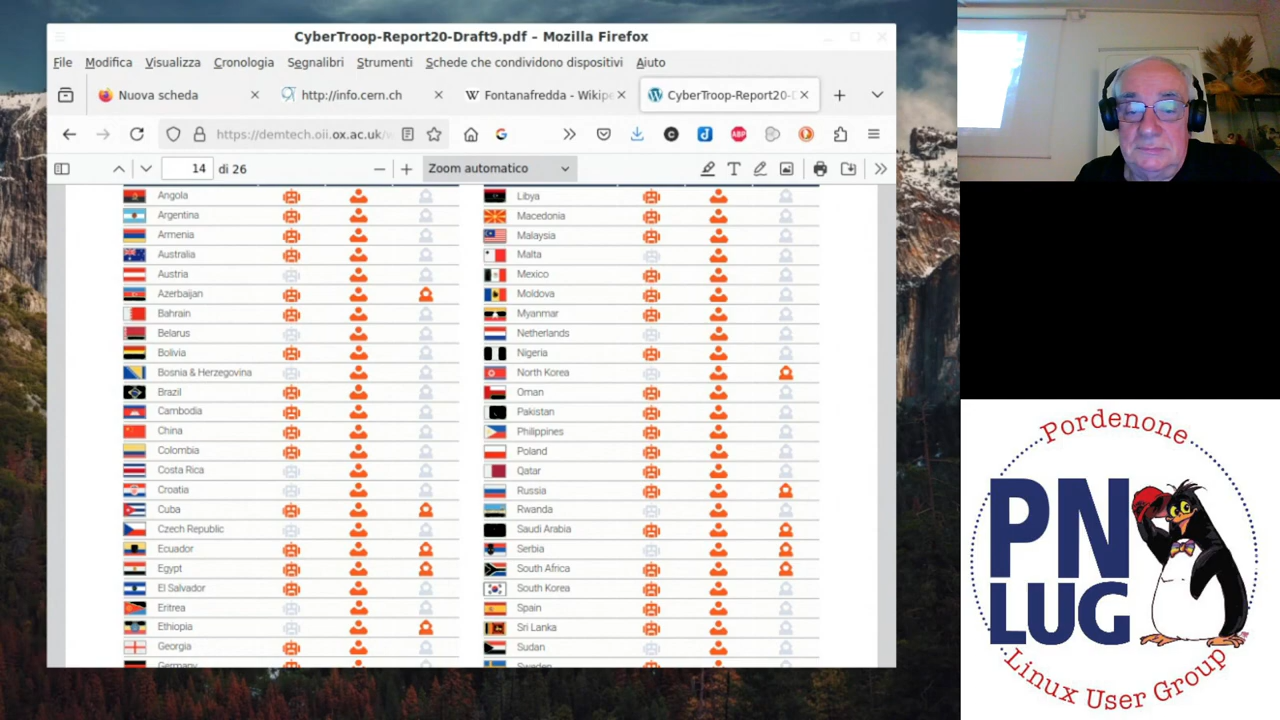 CyberTroop-Report20-Draft9.pdf – Mozilla Firefox
File Modifica Visualizza Cronologia Segnalibri Strumenti Schede che condividono dispositivi Aiuto
Nuova scheda http://info.cern.ch Fontanafredda - Wikipe CyberTroop-Report20-D
https://demtech.oii.ox.ac.uk/
14 di 26 Zoom automatico
Angola Libya
Argentina Macedonia
Armenia Malaysia
Australia Malta
Austria Mexico
Azerbaijan Moldova
Bahrain Myanmar
Belarus Netherlands
Bolivia Nigeria
Bosnia & Herzegovina North Korea
Brazil Oman
Cambodia Pakistan
China Philippines
Colombia Poland
Costa Rica Qatar
Croatia Russia
Cuba Rwanda
Czech Republic Saudi Arabia
Ecuador Serbia
Egypt South Africa
El Salvador South Korea
Eritrea Spain
Ethiopia Sri Lanka
Georgia Sudan
Germany Sweden
Pordenone
PN
LUG
Linux User Group